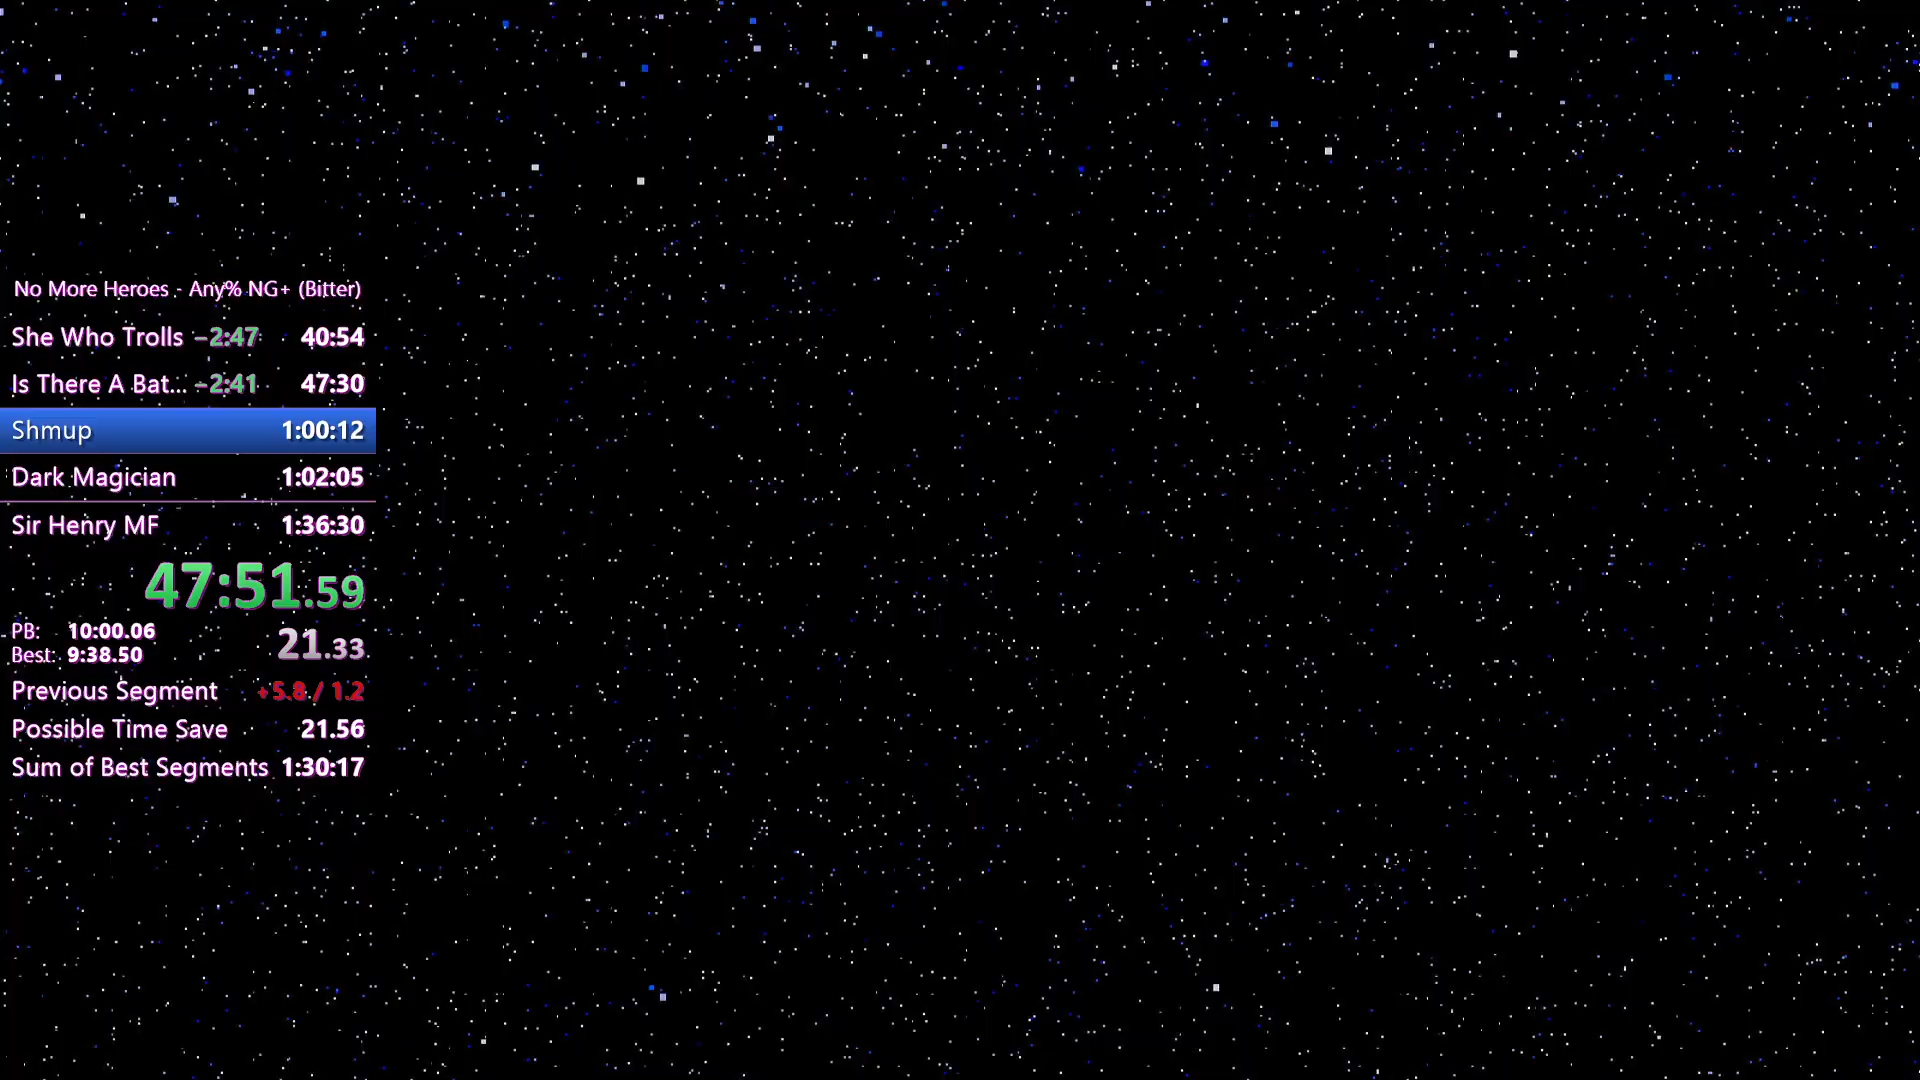 No More Heroes - Any% NG+ (Bitter)
She Who Trolls −2:47 40:54
Is There A Bat... −2:41 47:30
Shmup 1:00:12
Dark Magician 1:02:05
Sir Henry MF 1:36:30
47:51.59
PB: 10:00.06
21.33
Best: 9:38.50
Previous Segment +5.8 / 1.2
Possible Time Save 21.56
Sum of Best Segments 1:30:17